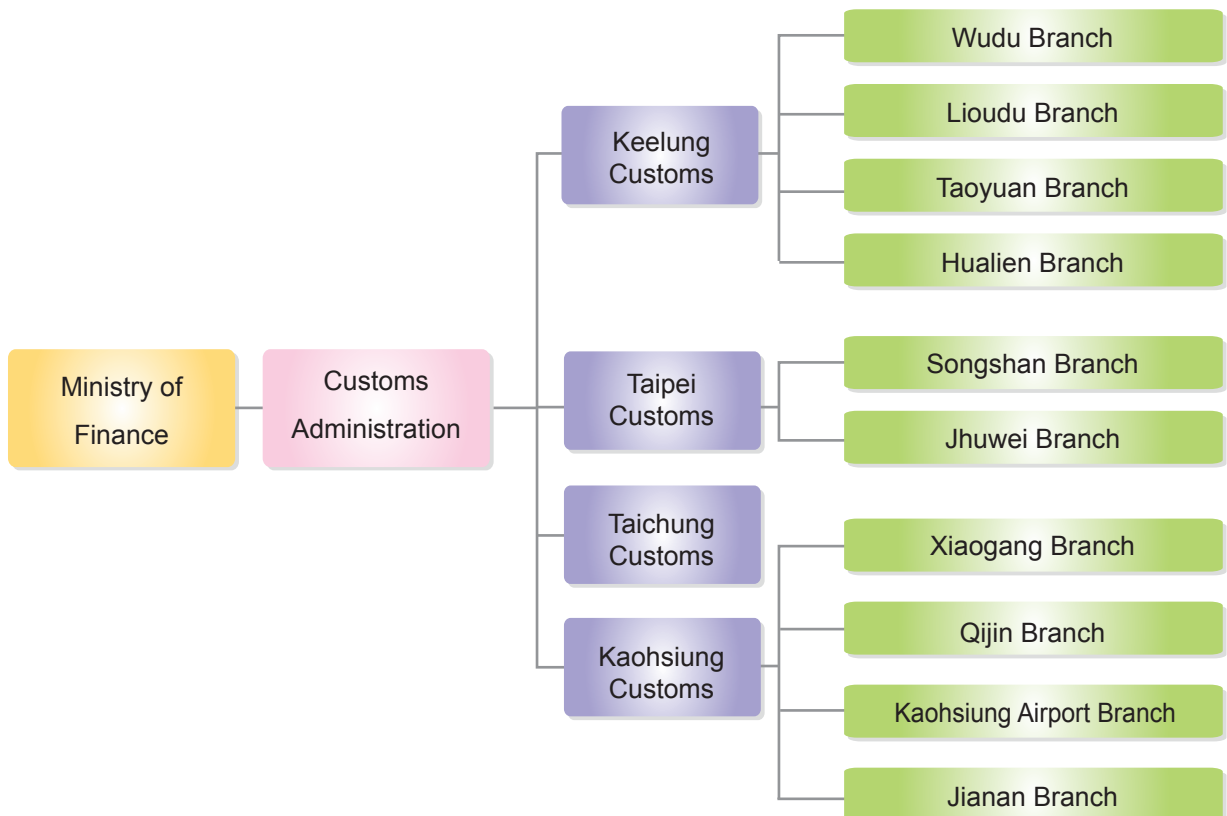 Ministry of
Finance
Customs
Administration
Keelung
Customs
Wudu Branch
Lioudu Branch
Taoyuan Branch
Hualien Branch
Taipei
Customs
Songshan Branch
Jhuwei Branch
Taichung
Customs
Kaohsiung
Customs
Xiaogang Branch
Qijin Branch
Kaohsiung Airport Branch
Jianan Branch